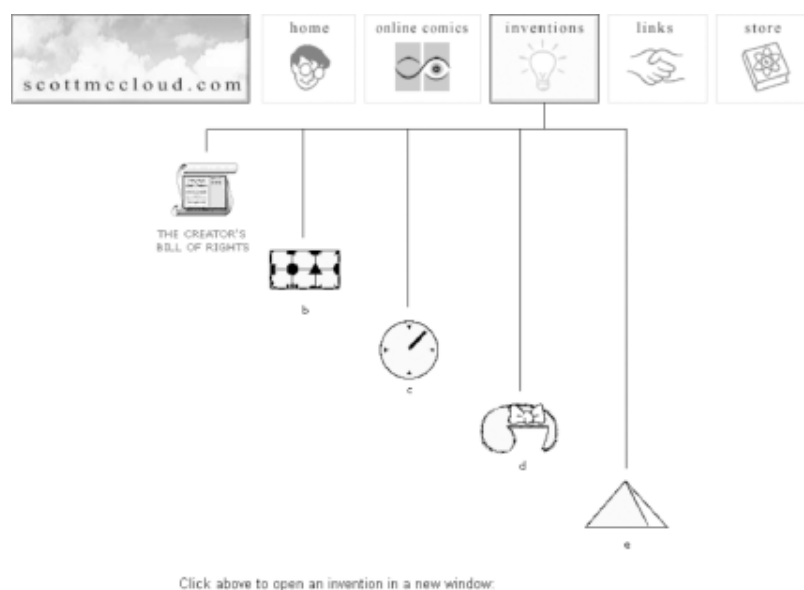 home
online comics
inventions
links
store
scottmccloud.com
THE CREATOR'S
BILL OF RIGHTS
b
c
d
e
Click above to open an invention in a new window: